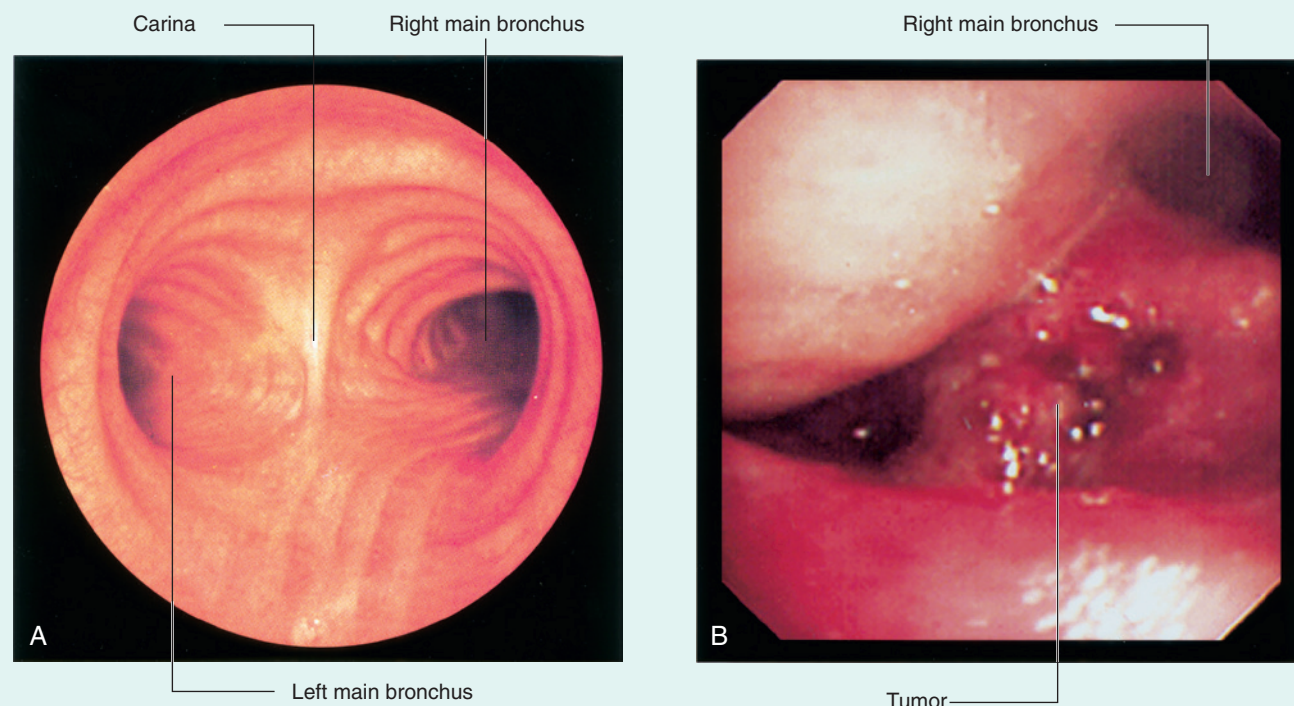 Carina
Right main bronchus
Right main bronchus
A
B
Left main bronchus
Tumor